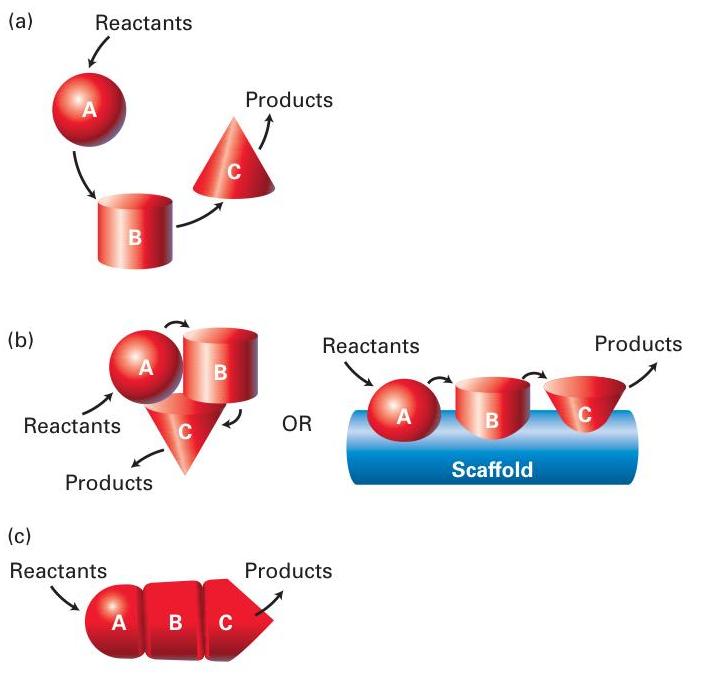 (a)
Reactants
A
Products
C
B
(b)
A
B
Reactants
C
Products
OR
Reactants
Products
A
B
C
Scaffold
(c)
Reactants
Products
A B C